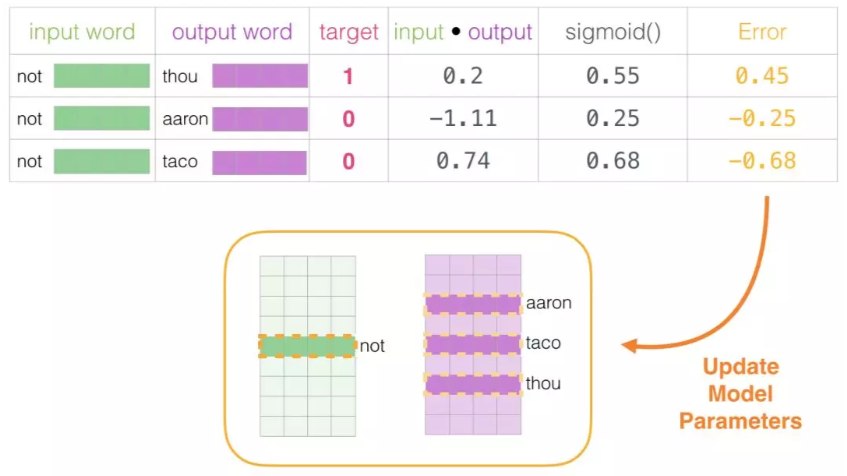 input word output word target input • output sigmoid() Error
not thou 1 0.2 0.55 0.45
not aaron 0 -1.11 0.25 -0.25
not taco 0 0.74 0.68 -0.68
aaron
not taco
thou
Update
Model
Parameters